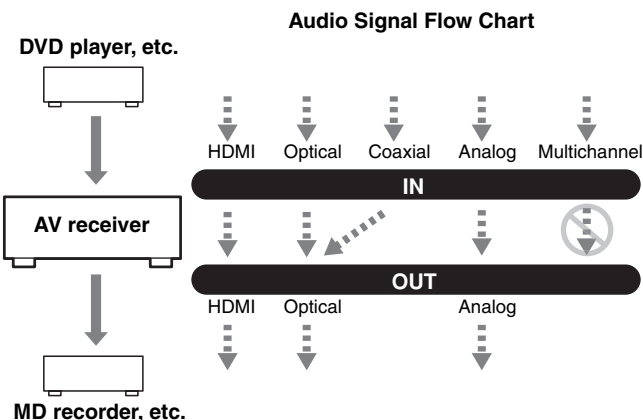 Audio Signal Flow Chart
DVD player, etc.
HDMI Optical Coaxial Analog Multichannel
IN
AV receiver
OUT
HDMI Optical Analog
MD recorder, etc.